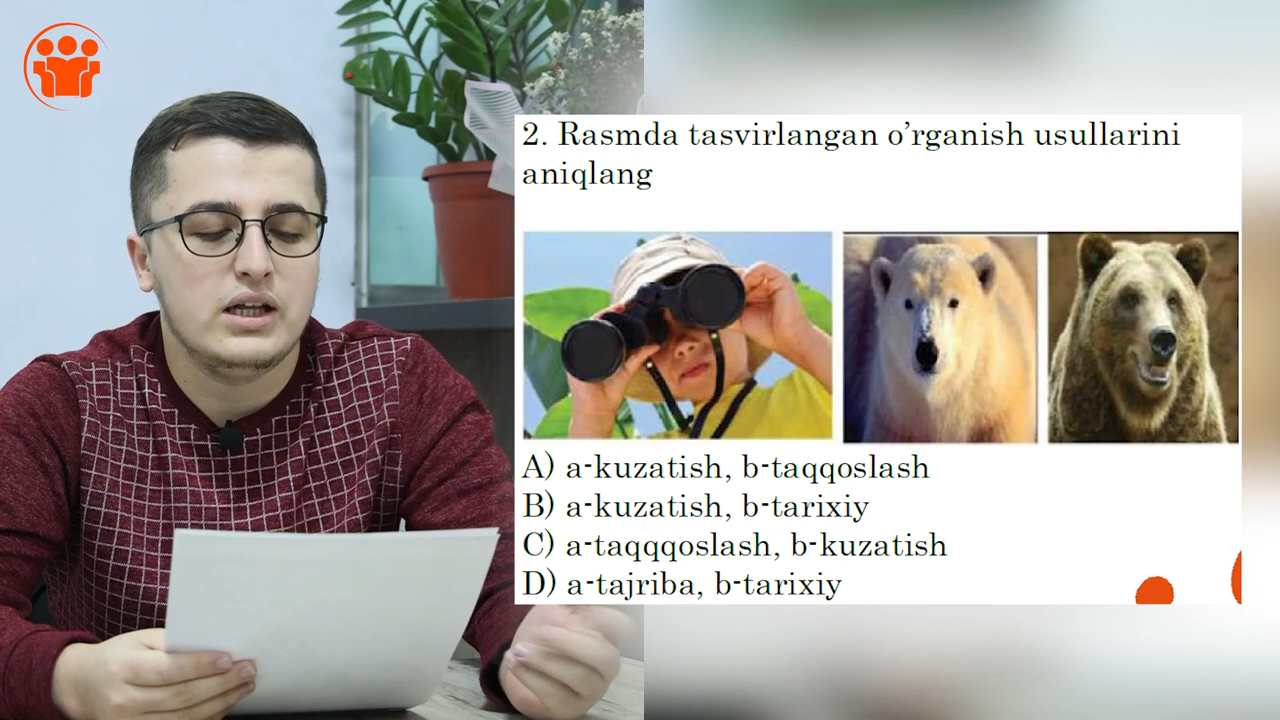 2. Rasmda tasvirlangan o’rganish usullarini
aniqlang
A) a-kuzatish, b-taqqoslash
B) a-kuzatish, b-tarixiy
C) a-taqqqoslash, b-kuzatish
D) a-tajriba, b-tarixiy